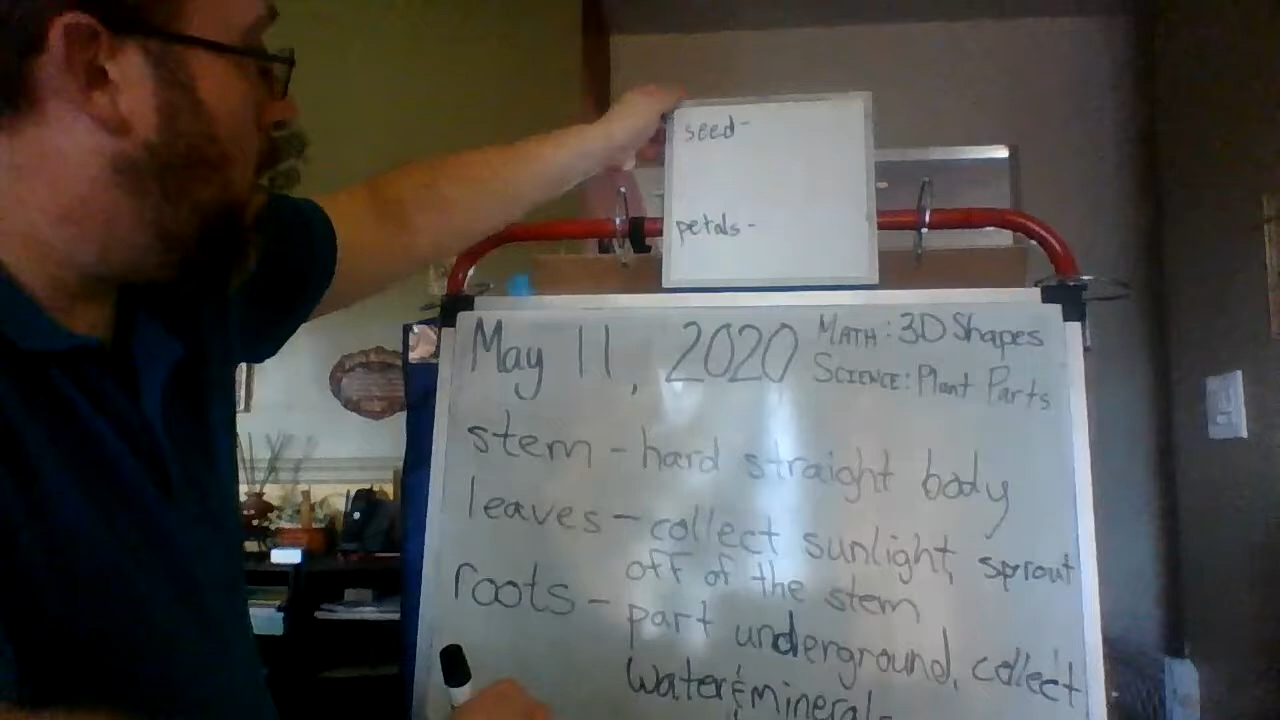 seed-
petals-
May 11, 2020
MATH: 3D Shapes
SCIENCE: Plant Parts
stem - hard straight body
leaves - collect sunlight, sprout
off of the stem
roots - part underground, collect
water & mineral